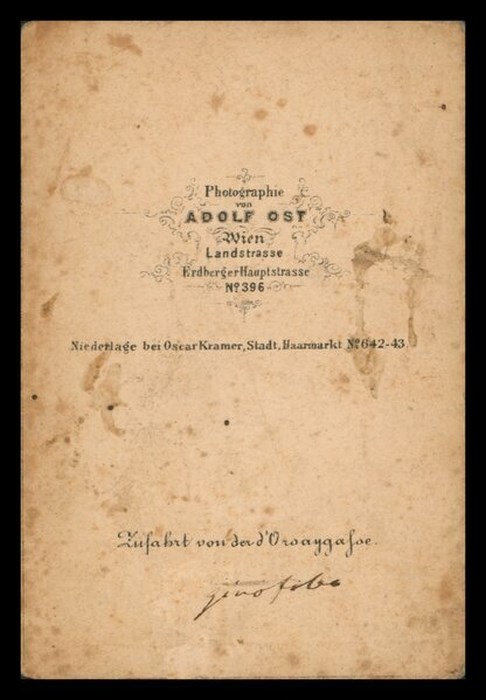 Photographie
von
ADOLF OST
Wien
Landstrasse
Erdberger Hauptstrasse
No 396
Niederlage bei Oscar Kramer, Stadt, Haarmarkt No 642-43.
Zufahrt von der d'Orsaygasse.